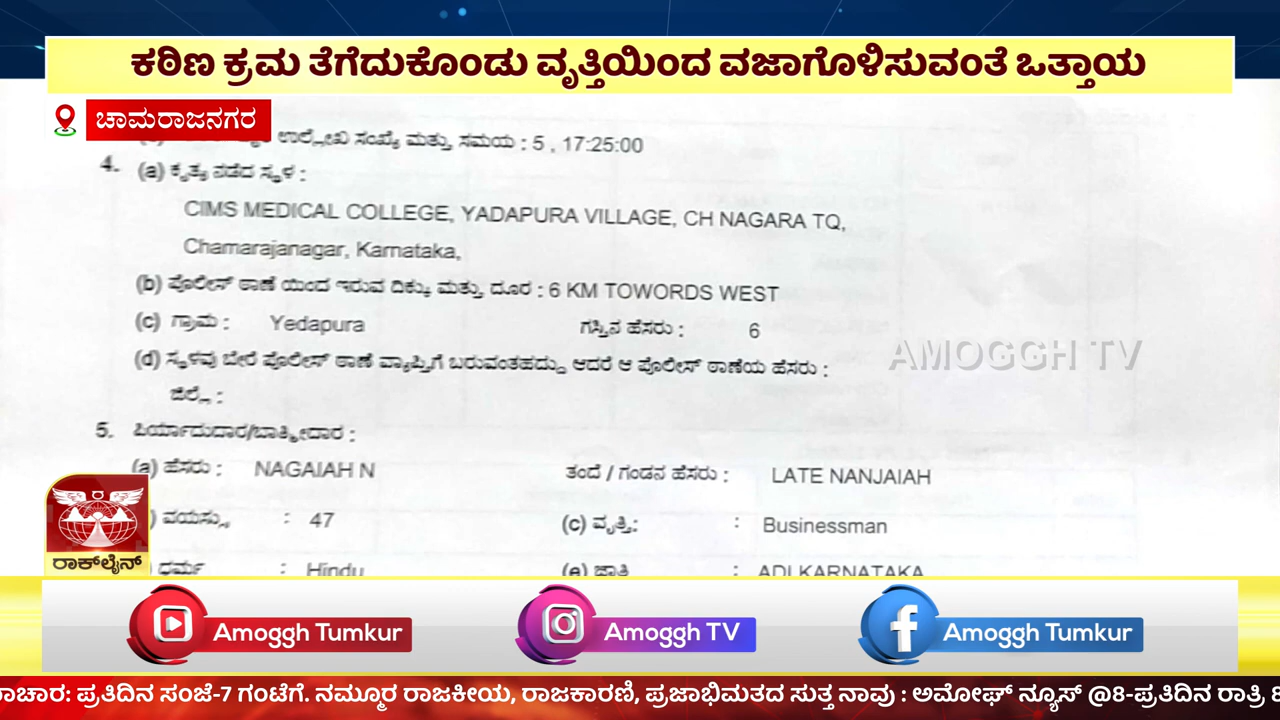 ಕಠಿಣ ಕ್ರಮ ತೆಗೆದುಕೊಂಡು ವೃತ್ತಿಯಿಂದ ವಜಾಗೊಳಿಸುವಂತೆ ಒತ್ತಾಯ
ಚಾಮರಾಜನಗರ
ಉಲ್ಲೇಖ ಸಂಖ್ಯೆ ಮತ್ತು ಸಮಯ : 5 , 17:25:00
4. (a) ಕೃತ್ಯ ನಡೆದ ಸ್ಥಳ :
CIMS MEDICAL COLLEGE, YADAPURA VILLAGE, CH NAGARA TQ,
Chamarajanagar, Karnataka,
(b) ಪೊಲೀಸ್ ಠಾಣೆ ಯಿಂದ ಇರುವ ದಿಕ್ಕು ಮತ್ತು ದೂರ : 6 KM TOWORDS WEST
(c) ಗ್ರಾಮ : Yedapura ಗಸ್ತಿನ ಹೆಸರು : 6
(d) ಸ್ಥಳವು ಬೇರೆ ಪೊಲೀಸ್ ಠಾಣೆ ವ್ಯಾಪ್ತಿಗೆ ಬರುವಂತಹದ್ದು ಆದರೆ ಆ ಪೊಲೀಸ್ ಠಾಣೆಯ ಹೆಸರು :
AMOGGH TV
ಜಿಲ್ಲೆ :
5. ಪಿರ್ಯಾದುದಾರ/ಬಾತ್ಮೀದಾರ :
(a) ಹೆಸರು : NAGAIAH N ತಂದೆ / ಗಂಡನ ಹೆಸರು : LATE NANJAIAH
) ವಯಸ್ಸು : 47 (c) ವೃತ್ತಿ : Businessman
) ಧರ್ಮ : Hindu (e) ಜಾತಿ : ADI KARNATAKA
ರಾಕ್‌ಲೈನ್
Amoggh Tumkur Amoggh TV Amoggh Tumkur
ಾಚಾರ: ಪ್ರತಿದಿನ ಸಂಜೆ-7 ಗಂಟೆಗೆ. ನಮ್ಮೂರ ರಾಜಕೀಯ, ರಾಜಕಾರಣಿ, ಪ್ರಜಾಭಿಮತದ ಸುತ್ತ ನಾವು : ಅಮೋಘ್ ನ್ಯೂಸ್ @8-ಪ್ರತಿದಿನ ರಾತ್ರಿ 8